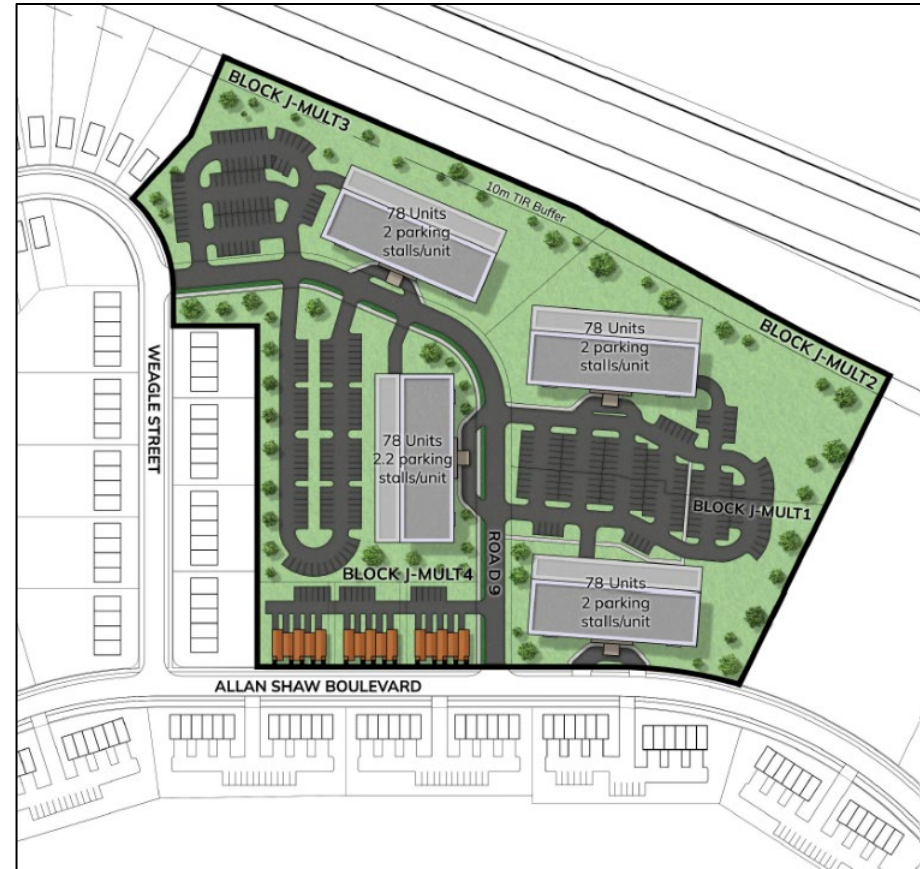 BLOCK J-MULT3
10m TIR Buffer
78 Units
2 parking
stalls/unit
BLOCK J-MULT2
78 Units
2 parking
stalls/unit
WEAGLE STREET
78 Units
2.2 parking
stalls/unit
BLOCK J-MULT1
ROAD 9
BLOCK J-MULT4
78 Units
2 parking
stalls/unit
ALLAN SHAW BOULEVARD